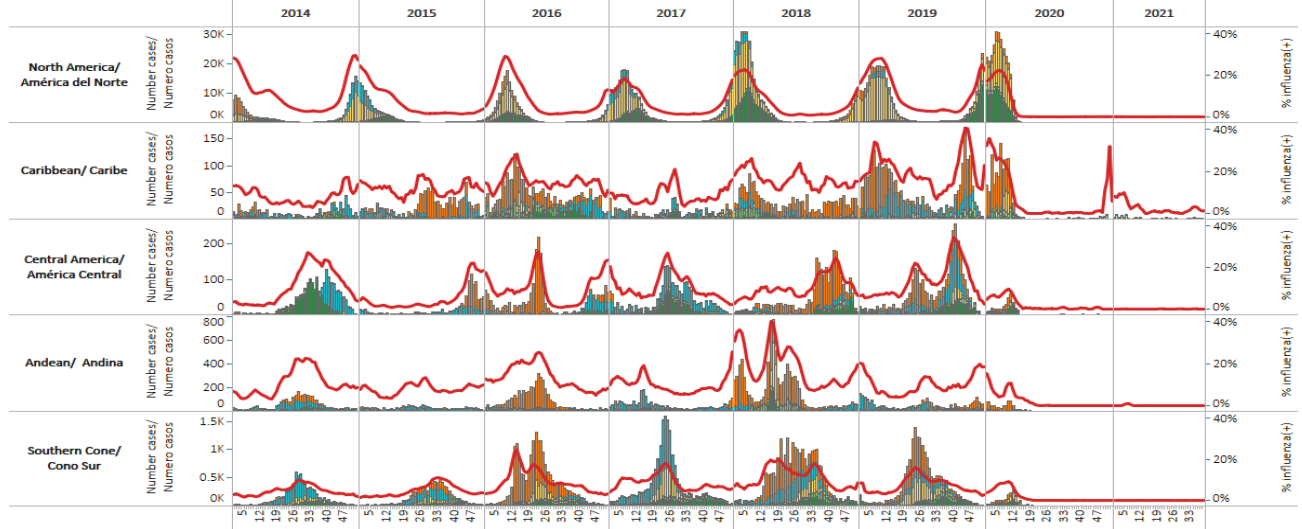 2014 2015 2016 2017 2018 2019 2020 2021
North America/
América del Norte
Number cases/
Numero casos
30K
20K
10K
0K
40%
20%
0%
% influenza(+)
Caribbean/ Caribe
Number cases/
Numero casos
150
100
50
0
40%
20%
0%
% influenza(+)
Central America/
América Central
Number cases/
Numero casos
200
100
0
40%
20%
0%
% influenza(+)
Andean/ Andina
Number cases/
Numero casos
800
600
400
200
0
40%
20%
0%
% influenza(+)
Southern Cone/
Cono Sur
Number cases/
Numero casos
1.5K
1.0K
0.5K
0K
40%
20%
0%
% influenza(+)
5 12 19 26 33 40 47 5 12 19 26 33 40 47 5 12 19 26 33 40 47 5 12 19 26 33 40 47 5 12 19 26 33 40 47 5 12 19 26 33 40 47 5 12 19 26 33 40 47 5 12 19 26 33